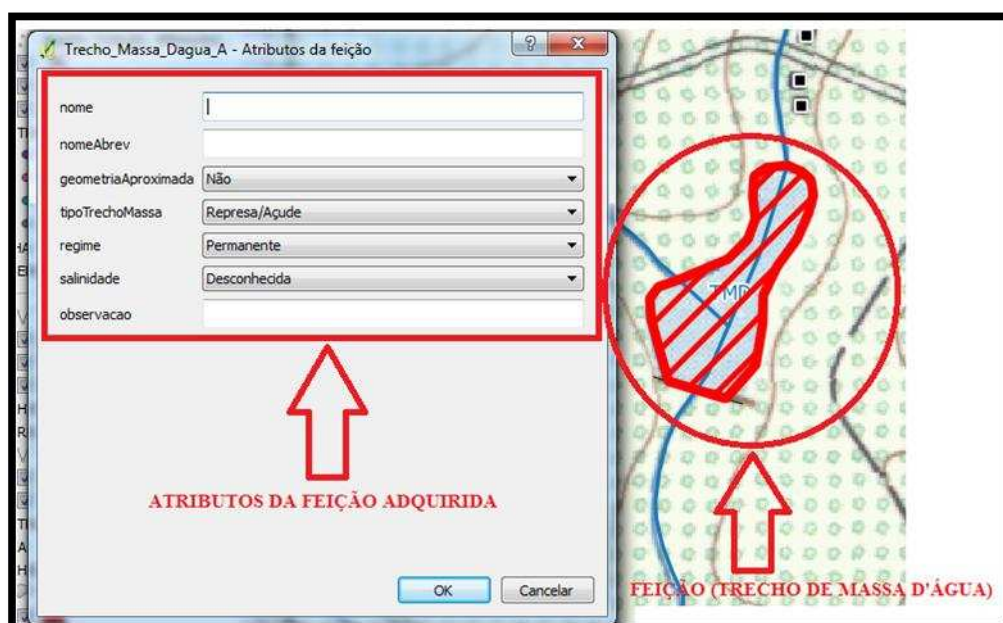 Trecho_Massa_Dagua_A - Atributos da feição
nome
nomeAbrev
geometriaAproximada Não
tipoTrechoMassa Represa/Açude
regime Permanente
salinidade Desconhecida
observacao
ATRIBUTOS DA FEIÇÃO ADQUIRIDA
OK Cancelar
TMD
FEIÇÃO (TRECHO DE MASSA D'ÁGUA)